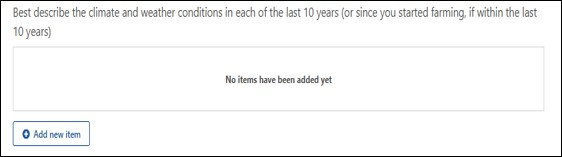 Best describe the climate and weather conditions in each of the last 10 years (or since you started farming, if within the last
10 years)
No items have been added yet
Add new item